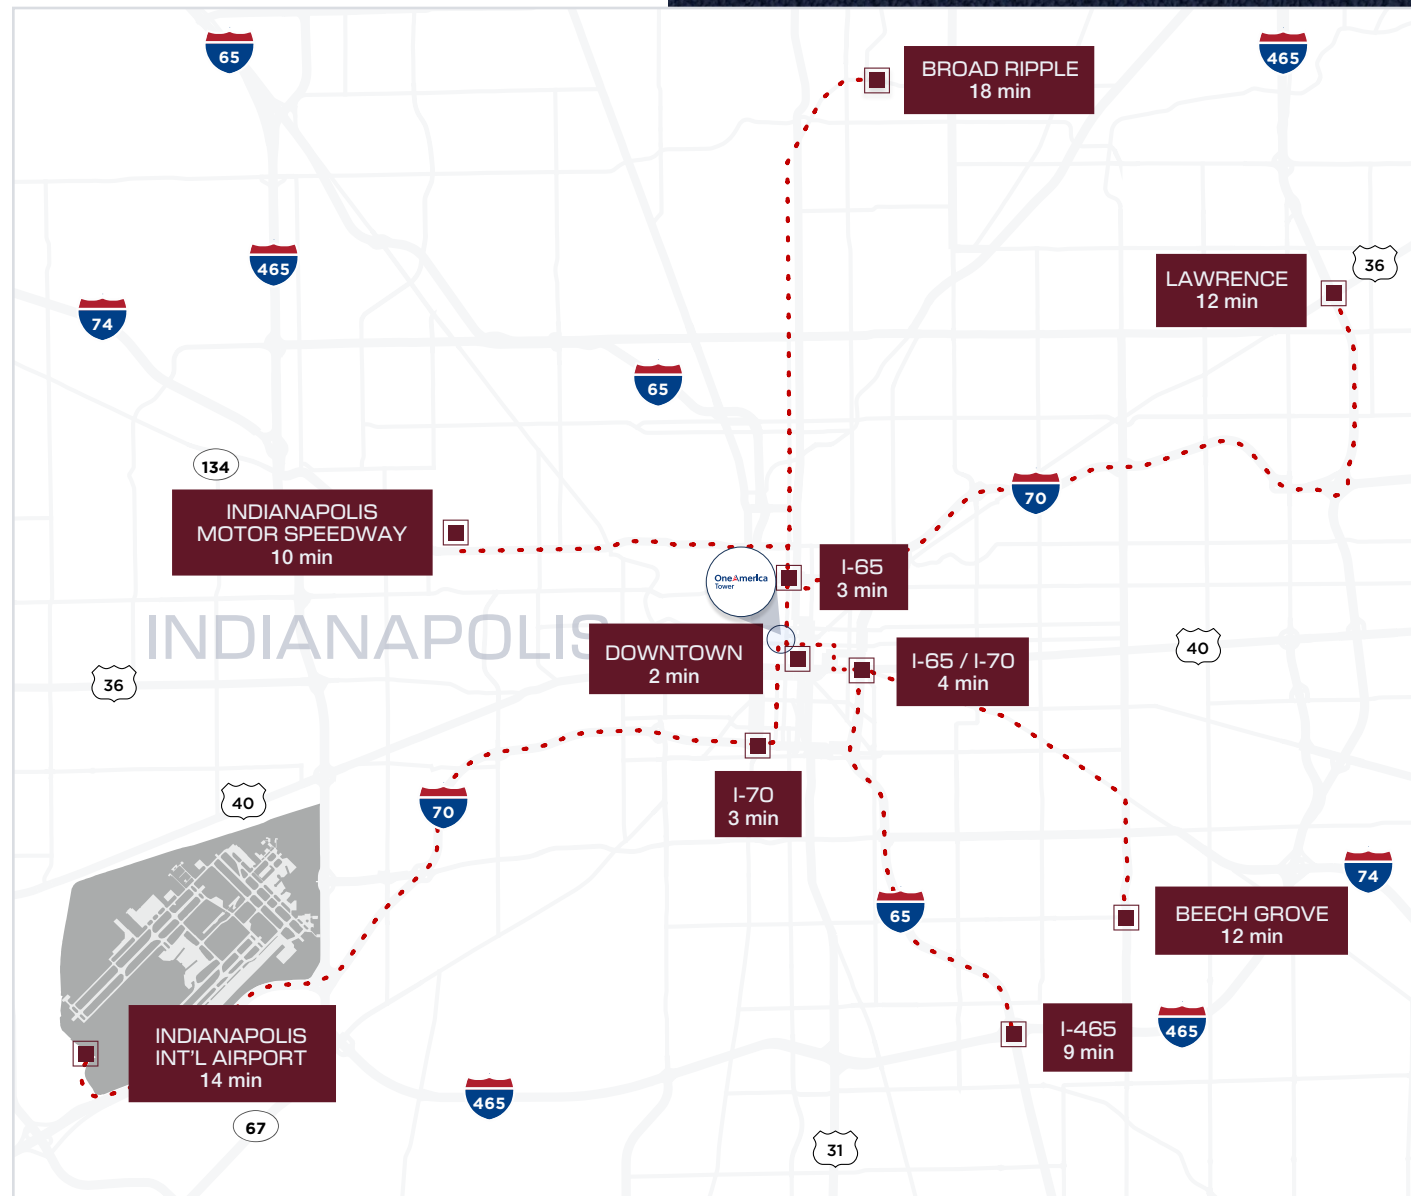 65
BROAD RIPPLE
18 min
465
465
36
LAWRENCE
12 min
74
65
134
INDIANAPOLIS
MOTOR SPEEDWAY
10 min
70
OneAmerica
Tower
I-65
3 min
INDIANAPOLIS
DOWNTOWN
2 min
I-65 / I-70
4 min
40
36
I-70
3 min
40
70
74
65
BEECH GROVE
12 min
INDIANAPOLIS
INT'L AIRPORT
14 min
I-465
9 min
465
465
67
31